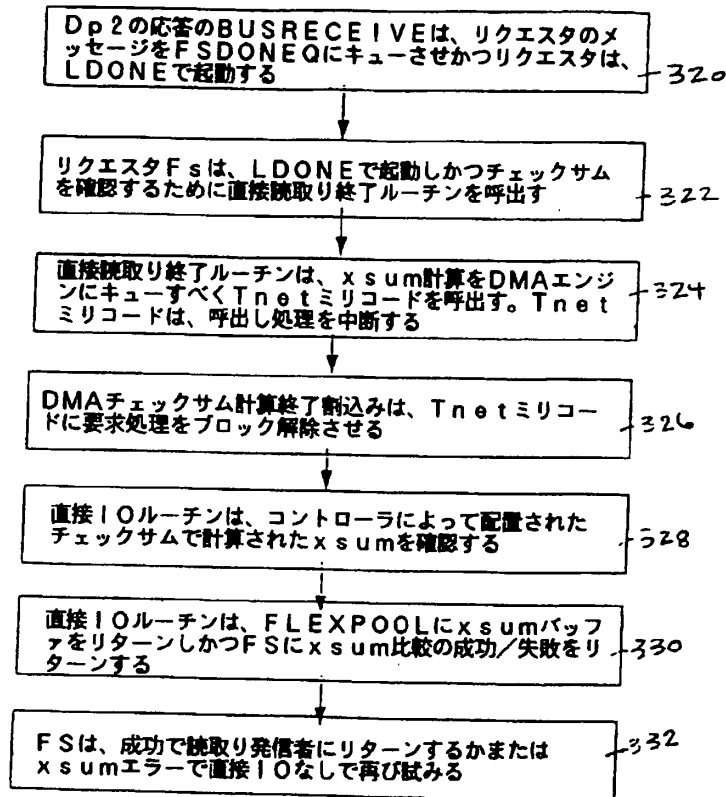 Dp2の応答のBUSRECEIVEは、リクエスタのメ
ッセージをFSDONEQにキューさせかつリクエスタは、
LDONEで起動する
320
リクエスタFsは、LDONEで起動しかつチェックサム
を確認するために直接読取り終了ルーチンを呼出す
322
直接読取り終了ルーチンは、xsum計算をDMAエンジ
ンにキューすべくTnetミリコードを呼出す。Tnet
ミリコードは、呼出し処理を中断する
324
DMAチェックサム計算終了割込みは、Tnetミリコー
ドに要求処理をブロック解除させる
326
直接IOルーチンは、コントローラによって配置された
チェックサムで計算されたxsumを確認する
328
直接IOルーチンは、FLEXPOOLにxsumバッフ
ァをリターンしかつFSにxsum比較の成功/失敗をリ
ターンする
330
FSは、成功で読取り発信者にリターンするかまたは
xsumエラーで直接IOなしで再び試みる
332